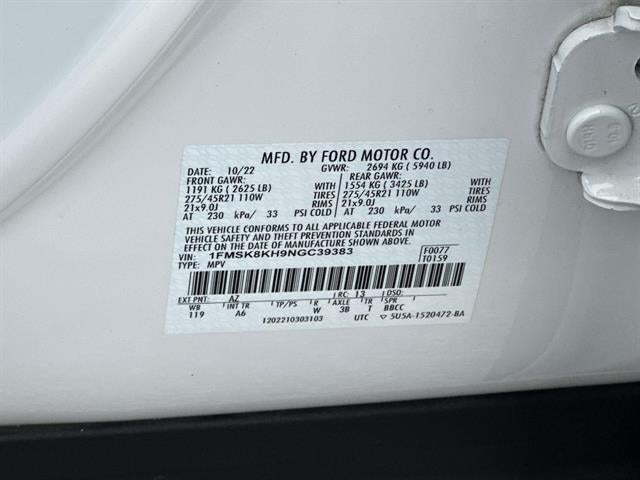 MFD. BY FORD MOTOR CO.
DATE: 10/22 GVWR: 2694 KG ( 5940 LB)
FRONT GAWR: REAR GAWR:
1191 KG ( 2625 LB) WITH 1554 KG ( 3425 LB) WITH
275/45R21 110W TIRES 275/45R21 110W TIRES
21x9.0J RIMS 21x9.0J RIMS
AT 230 kPa/ 33 PSI COLD AT 230 kPa/ 33 PSI COLD
THIS VEHICLE CONFORMS TO ALL APPLICABLE FEDERAL MOTOR
VEHICLE SAFETY AND THEFT PREVENTION STANDARDS IN
EFFECT ON THE DATE OF MANUFACTURE SHOWN ABOVE.
VIN: 1FMSK8KH9NGC39383 F0077
TYPE: MPV T0159
EXT PNT: AZ RC: 13 DSO:
WB INT TR TP/PS R AXLE TR SPR
119 A6 W 3B T BBCC
1202210303103 UTC 5U5A-1520472-BA